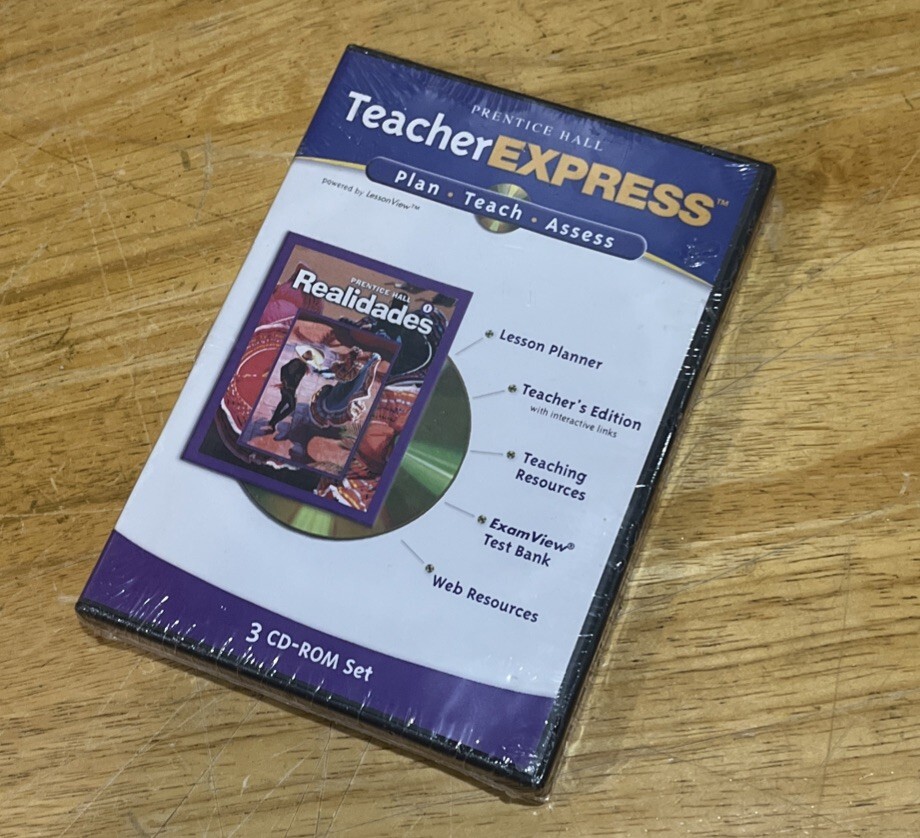 PRENTICE HALL
TeacherEXPRESS™
Plan • Teach • Assess
powered by LessonView™
PRENTICE HALL
Realidades 1
Lesson Planner
Teacher's Edition
with interactive links
Teaching
Resources
ExamView®
Test Bank
Web Resources
3 CD-ROM Set